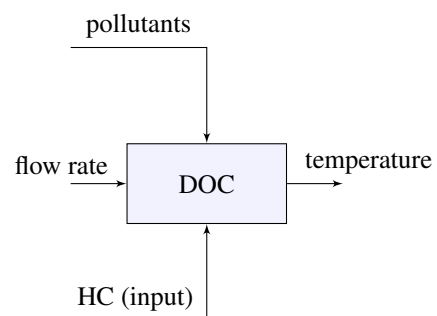 pollutants
flow rate
DOC
temperature
HC (input)